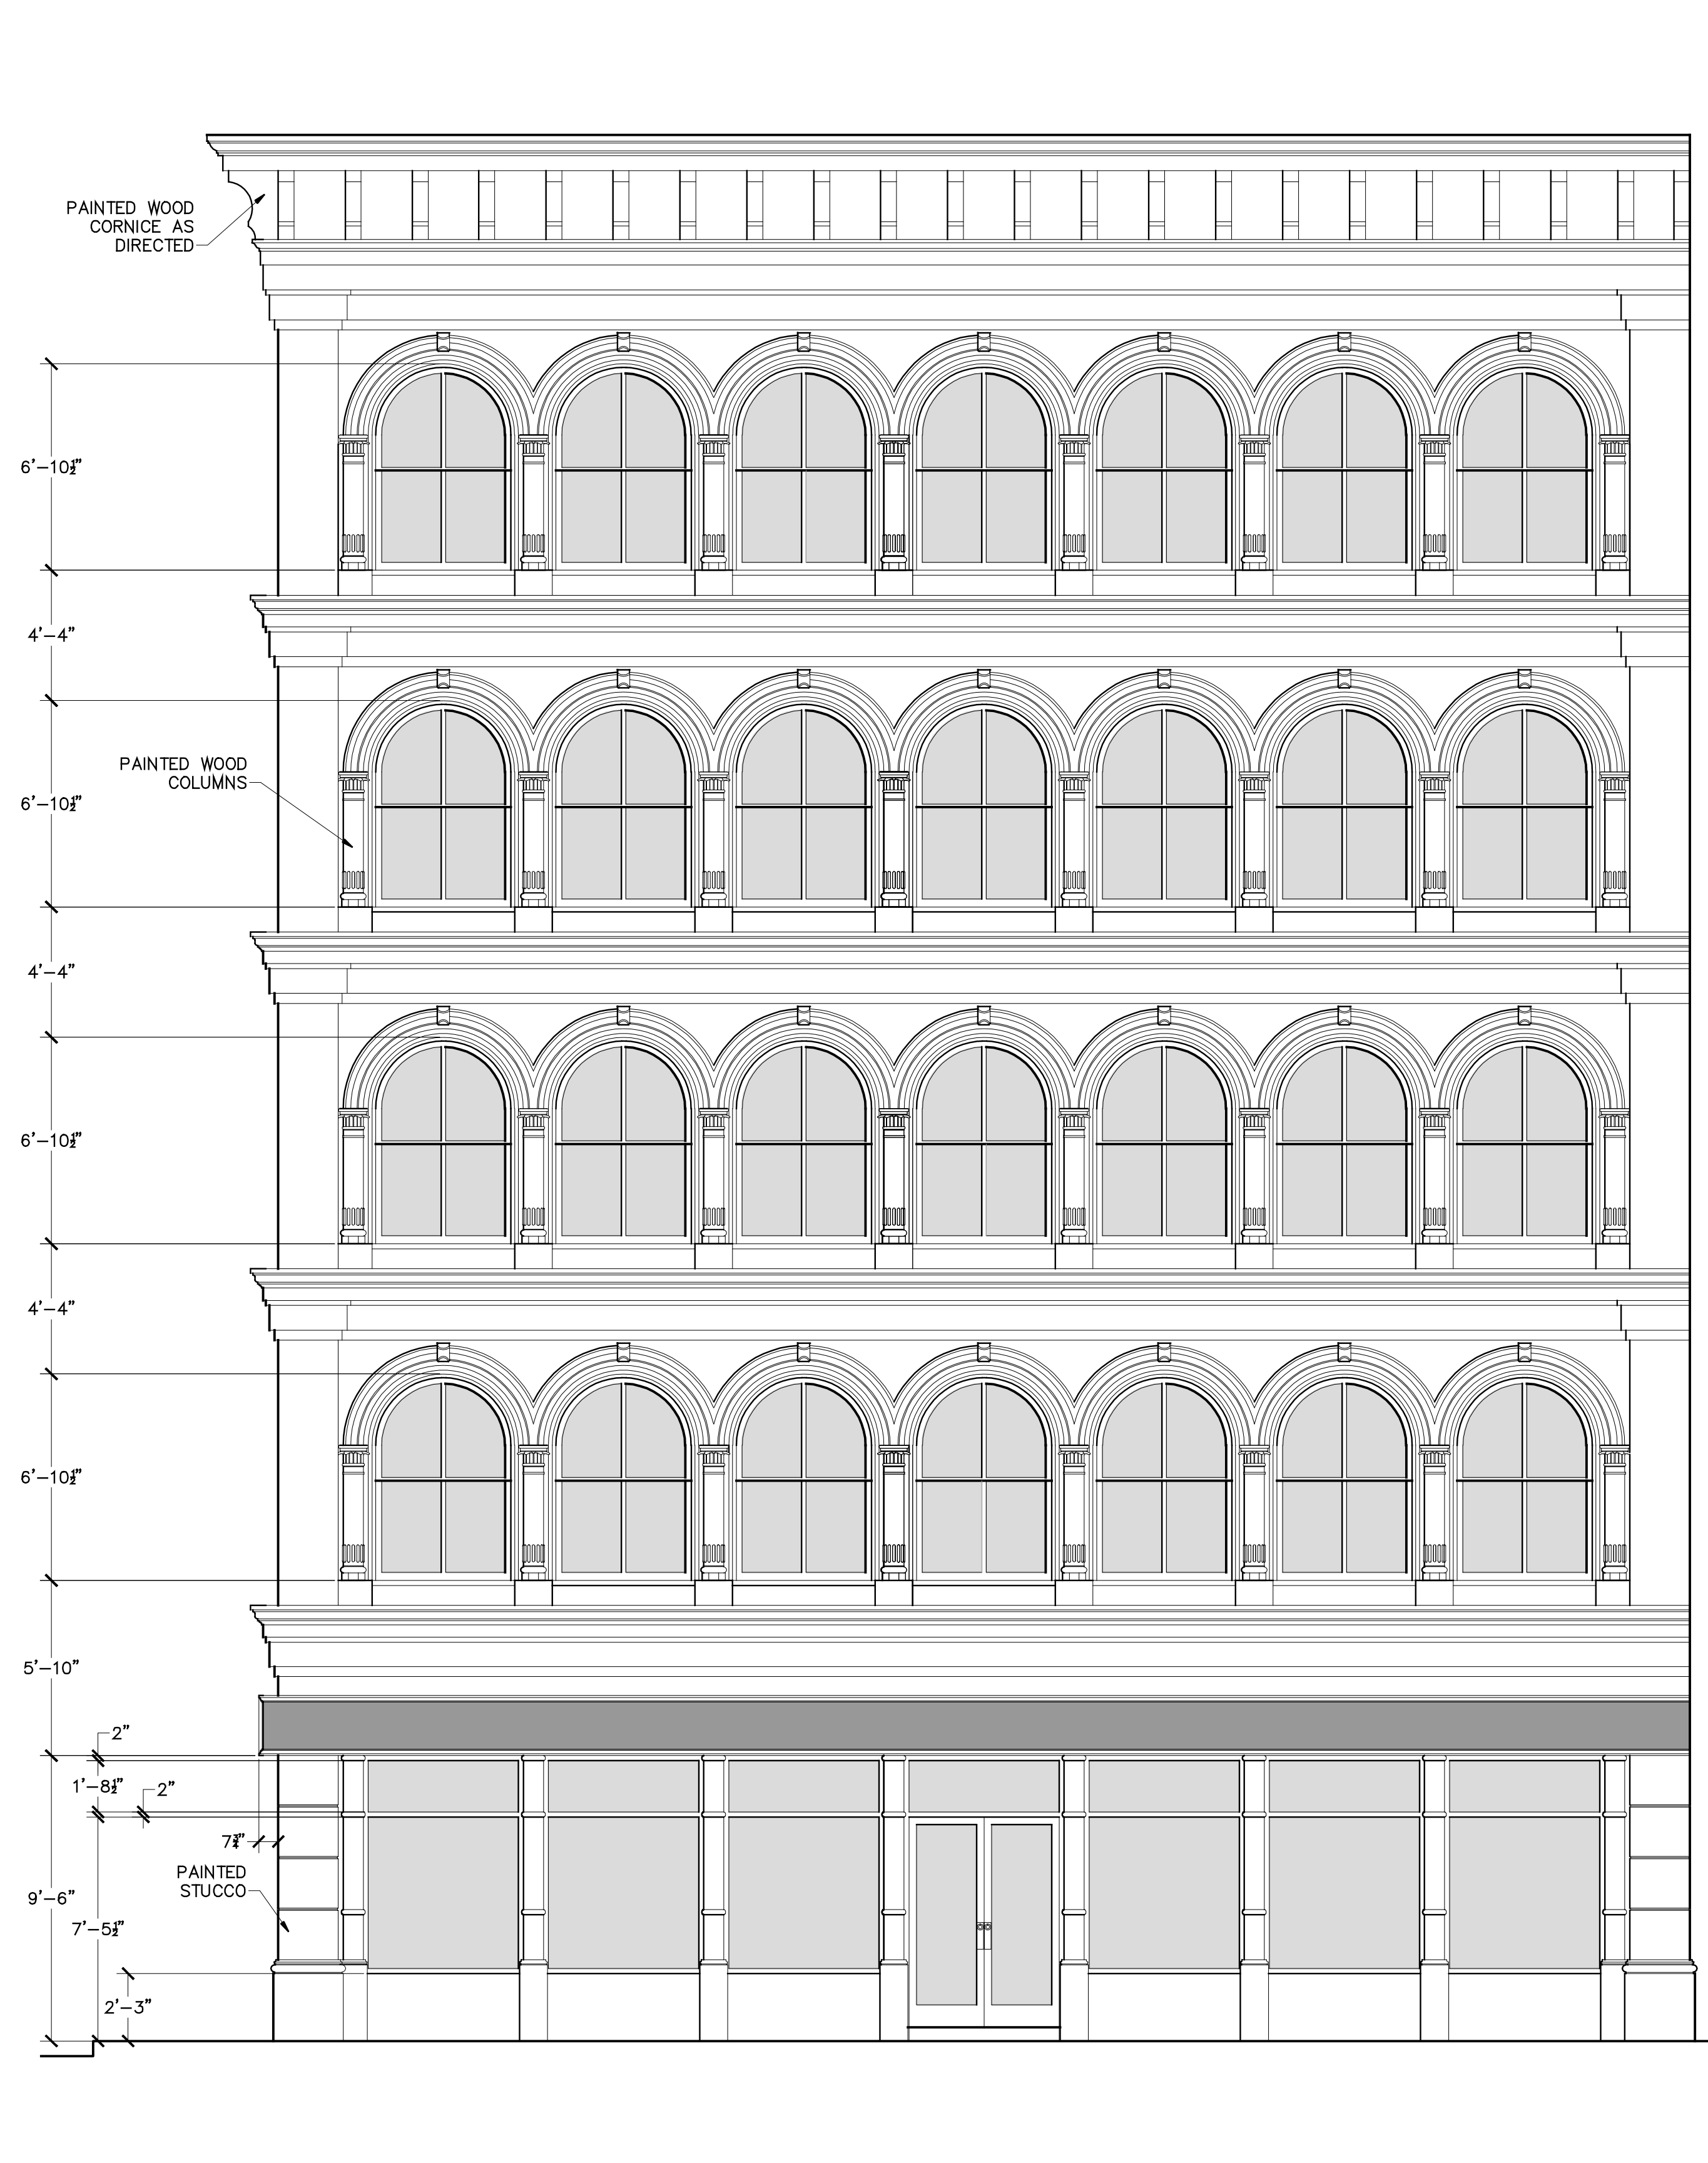 PAINTED WOOD
CORNICE AS
DIRECTED
6'-10½"
4'-4"
6'-10½"
PAINTED WOOD
COLUMNS
4'-4"
6'-10½"
4'-4"
6'-10½"
5'-10"
2"
1'-8½"
2"
7¾"
PAINTED
STUCCO
9'-6"
7'-5½"
2'-3"